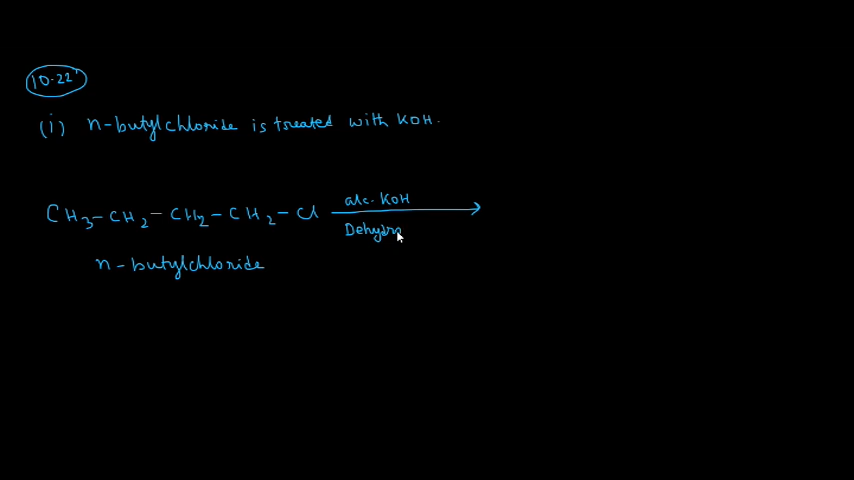 10.22
(i) n-butylchloride is treated with KOH.
CH3-CH2-CH2-CH2-Cl alc. KOH
Dehydro
n-butylchloride